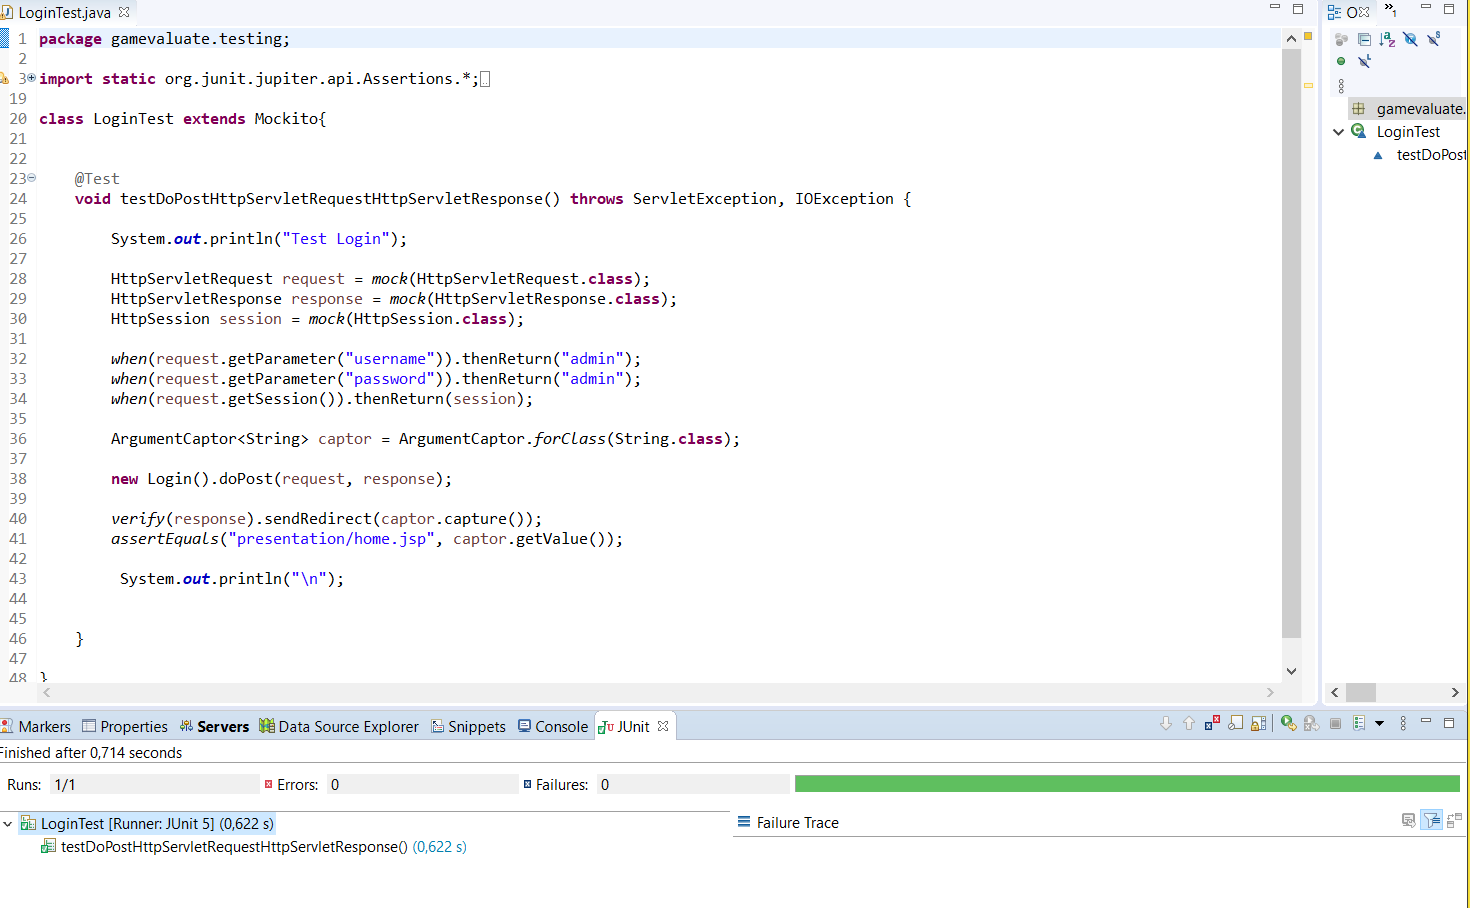 LoginTest.java
1 package gamevaluate.testing;
2
3 import static org.junit.jupiter.api.Assertions.*;
19
20 class LoginTest extends Mockito{
21
22
23 @Test
24 void testDoPostHttpServletRequestHttpServletResponse() throws ServletException, IOException {
25
26 System.out.println("Test Login");
27
28 HttpServletRequest request = mock(HttpServletRequest.class);
29 HttpServletResponse response = mock(HttpServletResponse.class);
30 HttpSession session = mock(HttpSession.class);
31
32 when(request.getParameter("username")).thenReturn("admin");
33 when(request.getParameter("password")).thenReturn("admin");
34 when(request.getSession()).thenReturn(session);
35
36 ArgumentCaptor<String> captor = ArgumentCaptor.forClass(String.class);
37
38 new Login().doPost(request, response);
39
40 verify(response).sendRedirect(captor.capture());
41 assertEquals("presentation/home.jsp", captor.getValue());
42
43 System.out.println("\n");
44
45
46 }
47
48 }
O
1
gamevaluate.
LoginTest
testDoPost
Markers Properties Servers Data Source Explorer Snippets Console JUnit
Finished after 0,714 seconds
Runs: 1/1 Errors: 0 Failures: 0
LoginTest [Runner: JUnit 5] (0,622 s)
Failure Trace
testDoPostHttpServletRequestHttpServletResponse() (0,622 s)